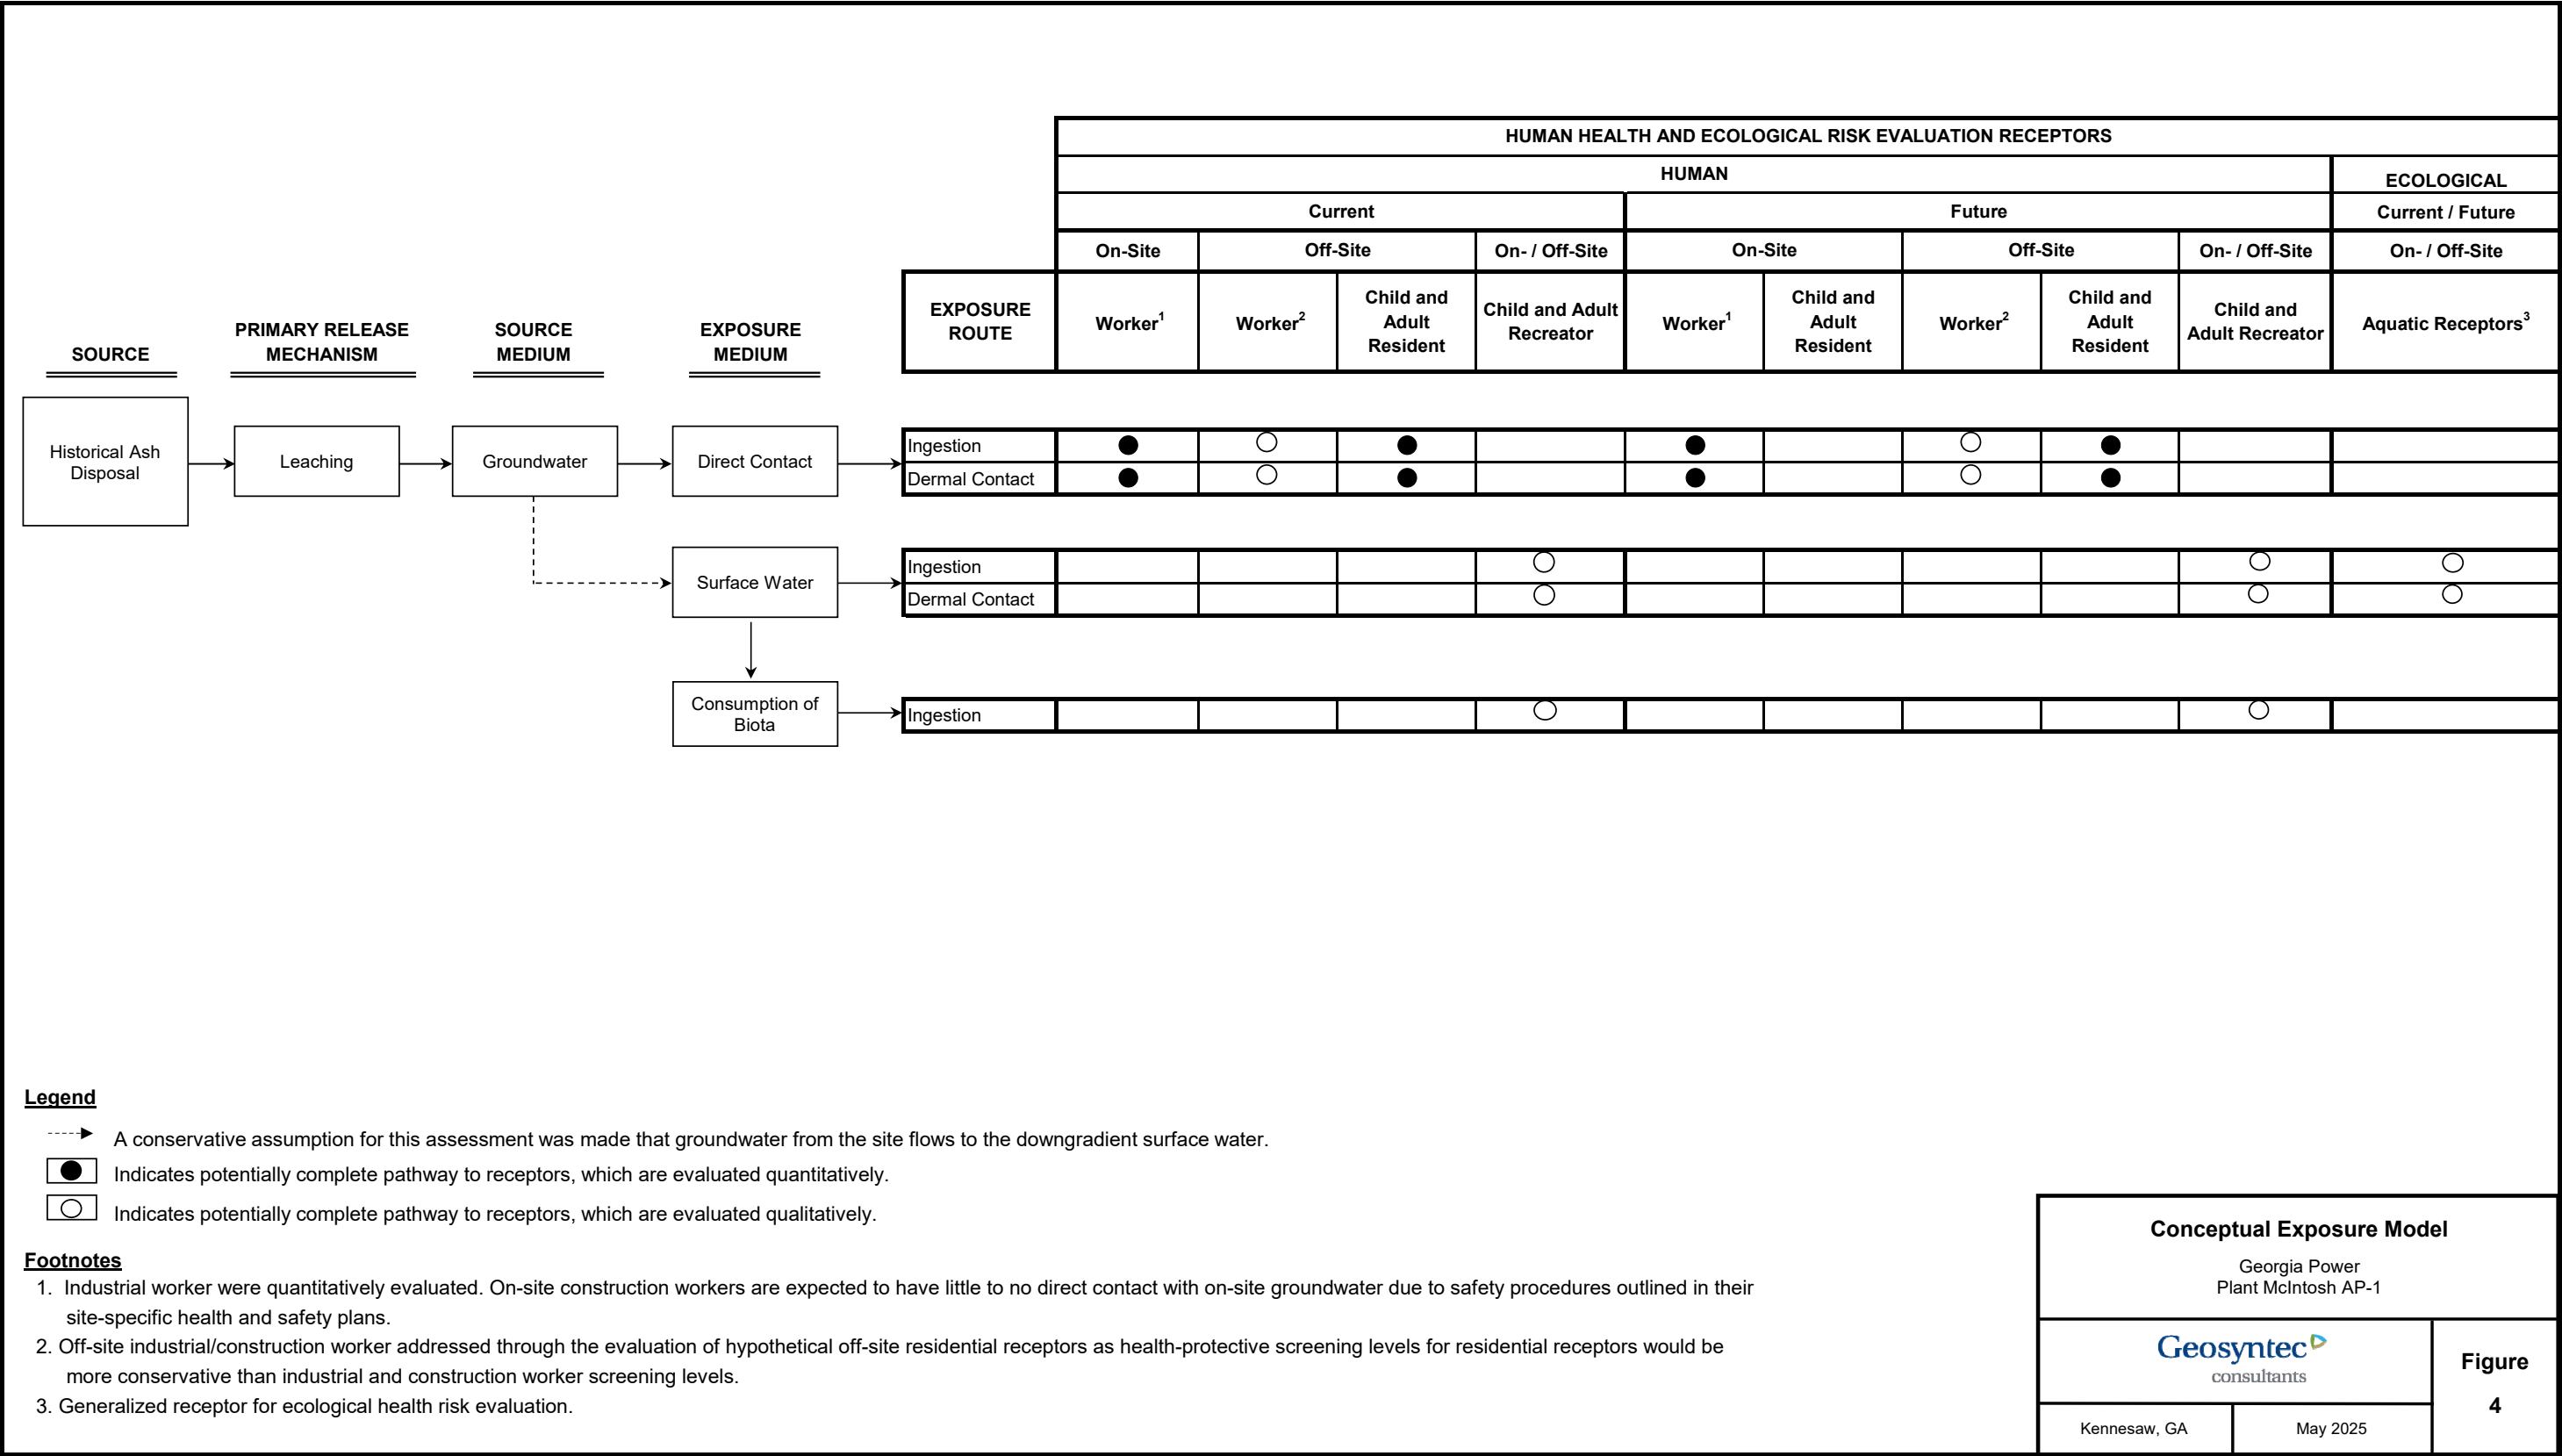 HUMAN HEALTH AND ECOLOGICAL RISK EVALUATION RECEPTORS
HUMAN
ECOLOGICAL
Current
Future
Current / Future
On-Site
Off-Site
On- / Off-Site
On-Site
Off-Site
On- / Off-Site
On- / Off-Site
SOURCE
PRIMARY RELEASE
MECHANISM
SOURCE
MEDIUM
EXPOSURE
MEDIUM
EXPOSURE
ROUTE
Worker1
Worker2
Child and
Adult
Resident
Child and Adult
Recreator
Worker1
Child and
Adult
Resident
Worker2
Child and
Adult
Resident
Child and
Adult Recreator
Aquatic Receptors3
Historical Ash
Disposal
Leaching
Groundwater
Direct Contact
Ingestion
Dermal Contact
Surface Water
Ingestion
Dermal Contact
Consumption of
Biota
Ingestion
Legend
A conservative assumption for this assessment was made that groundwater from the site flows to the downgradient surface water.
Indicates potentially complete pathway to receptors, which are evaluated quantitatively.
Indicates potentially complete pathway to receptors, which are evaluated qualitatively.
Footnotes
1. Industrial worker were quantitatively evaluated. On-site construction workers are expected to have little to no direct contact with on-site groundwater due to safety procedures outlined in their
site-specific health and safety plans.
2. Off-site industrial/construction worker addressed through the evaluation of hypothetical off-site residential receptors as health-protective screening levels for residential receptors would be
more conservative than industrial and construction worker screening levels.
3. Generalized receptor for ecological health risk evaluation.
Conceptual Exposure Model
Georgia Power
Plant McIntosh AP-1
Geosyntec
consultants
Figure
4
Kennesaw, GA
May 2025